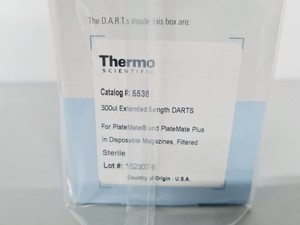 The D.A.R.T.s inside this box are:
Thermo
SCIENTIFIC
Catalog #: 5538
300ul Extended Length DARTS
For PlateMate® and PlateMate Plus
in Disposable Magazines, Filtered
Sterile
Lot #:
Country of Origin : U.S.A.